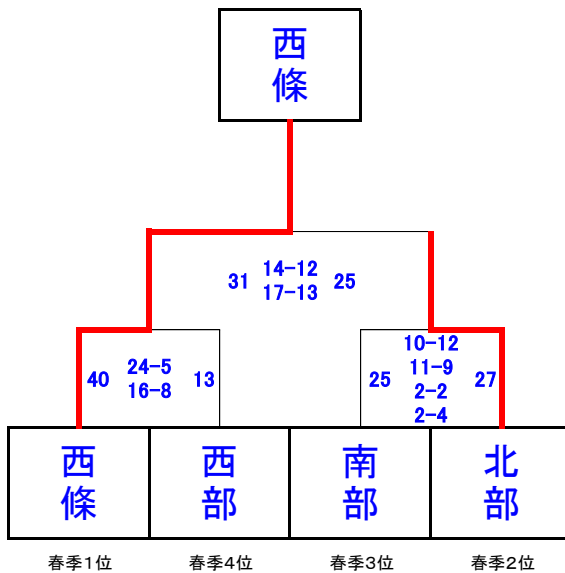 西條
31 14-12 25
17-13
40 24-5 13
16-8
10-12
25 11-9 27
2-2
2-4
西部
西條
南部
北部
春季1位
春季4位
春季3位
春季2位